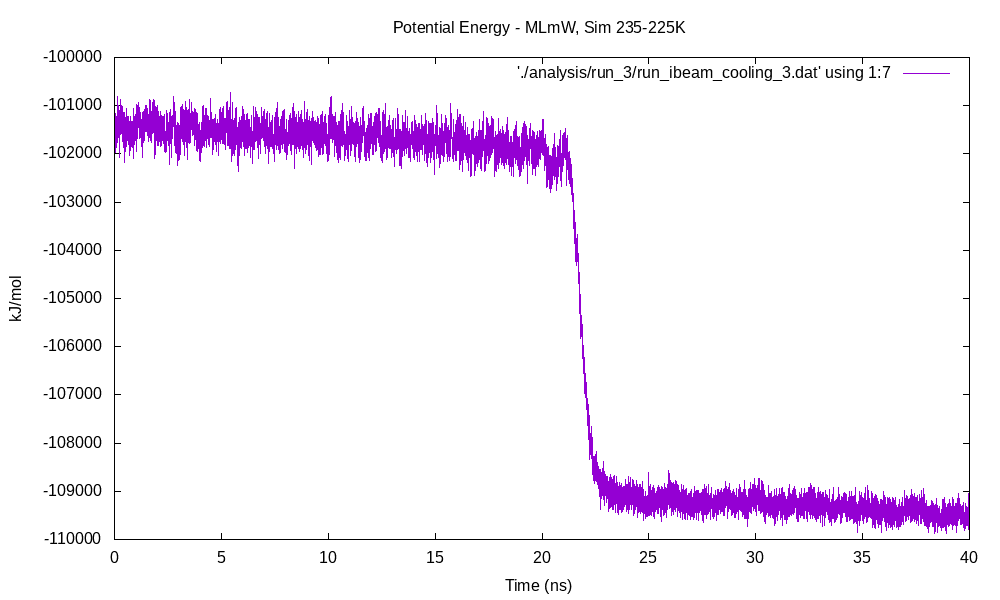 Potential Energy - MLmW, Sim 235-225K
'./analysis/run_3/run_ibeam_cooling_3.dat' using 1:7
-100000
-101000
-102000
-103000
-104000
-105000
-106000
-107000
-108000
-109000
-110000
kJ/mol
0 5 10 15 20 25 30 35 40
Time (ns)